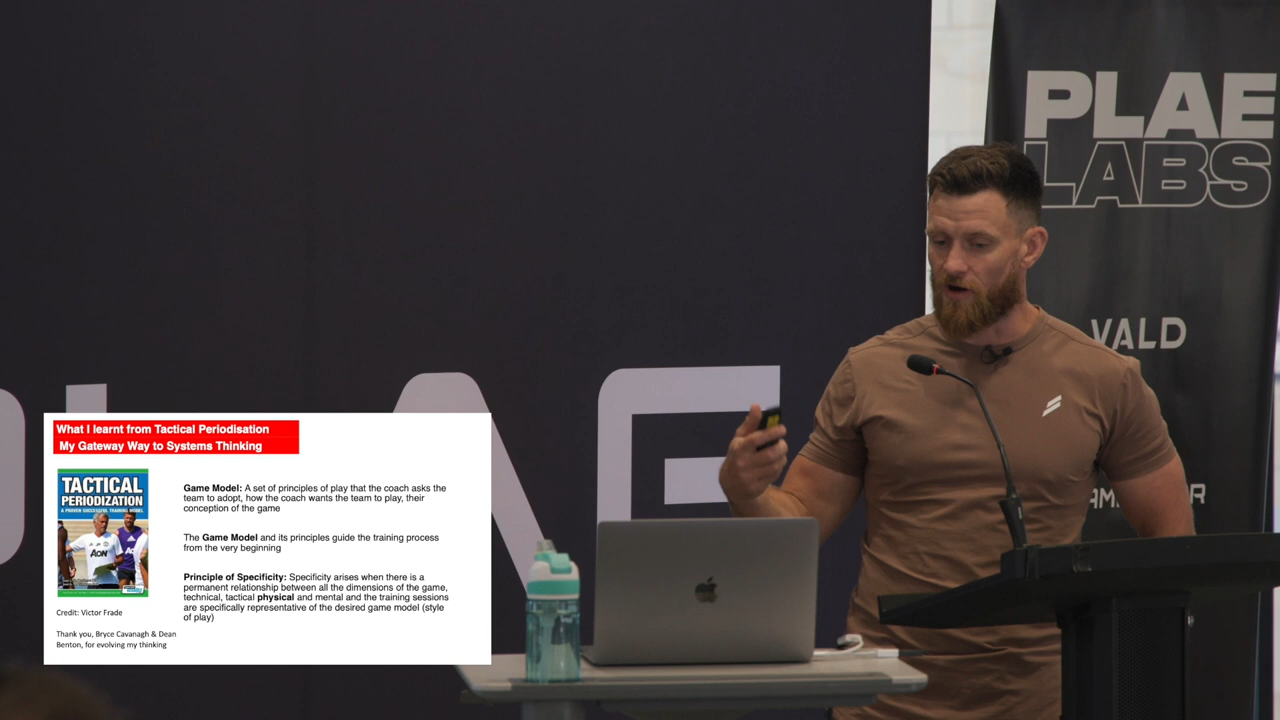 PLAE
LABS
VALD
What I learnt from Tactical Periodisation
My Gateway Way to Systems Thinking
TACTICAL
PERIODIZATION
A PROVEN SUCCESSFUL TRAINING MODEL
AON
Game Model: A set of principles of play that the coach asks the
team to adopt, how the coach wants the team to play, their
conception of the game
The Game Model and its principles guide the training process
from the very beginning
Principle of Specificity: Specificity arises when there is a
permanent relationship between all the dimensions of the game,
technical, tactical physical and mental and the training sessions
are specifically representative of the desired game model (style
of play)
Credit: Victor Frade
Thank you, Bryce Cavanagh & Dean
Benton, for evolving my thinking